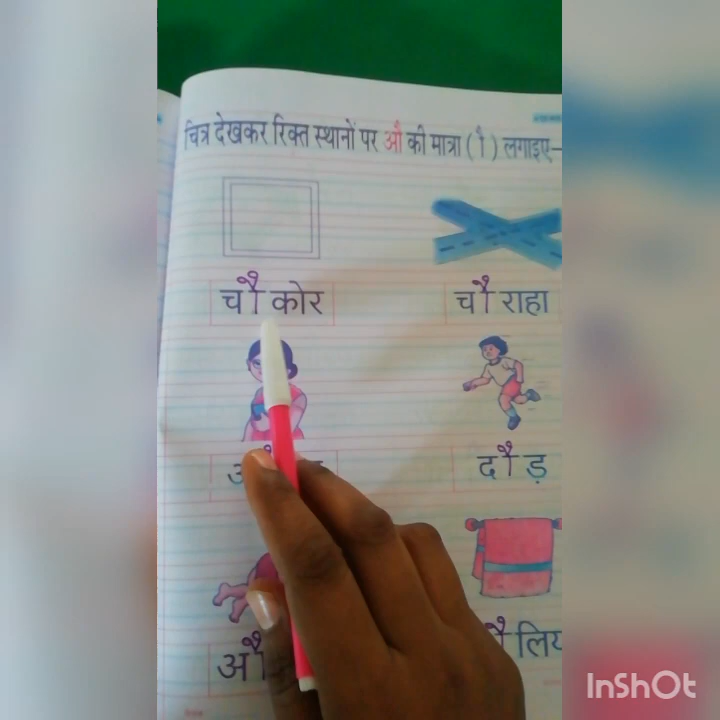 चित्र देखकर रिक्त स्थानों पर औ की मात्रा (ौ) लगाइए–
चौकोर चौराहा
दौड़
औ
InShOt